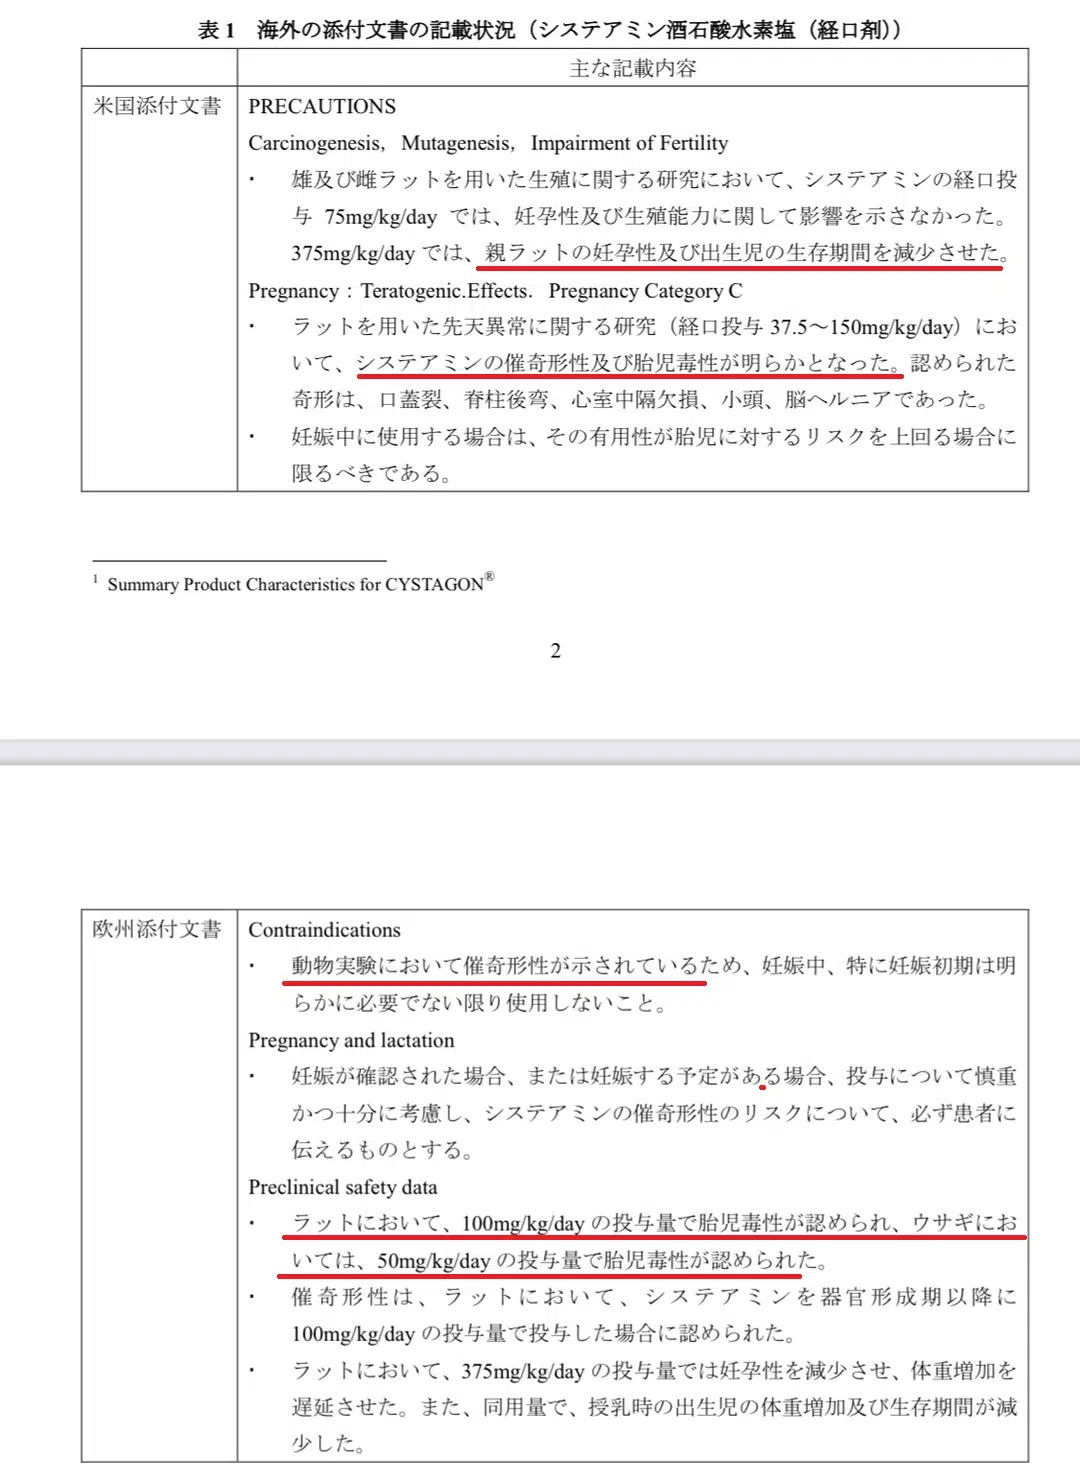 表 1　海外の添付文書の記載状況（システアミン酒石酸水素塩（経口剤））
主な記載内容
米国添付文書
PRECAUTIONS
Carcinogenesis, Mutagenesis, Impairment of Fertility
・ 雄及び雌ラットを用いた生殖に関する研究において、システアミンの経口投
与 75mg/kg/day では、妊孕性及び生殖能力に関して影響を示さなかった。
375mg/kg/day では、親ラットの妊孕性及び出生児の生存期間を減少させた。
Pregnancy：Teratogenic.Effects．Pregnancy Category C
・ ラットを用いた先天異常に関する研究（経口投与 37.5～150mg/kg/day）にお
いて、システアミンの催奇形性及び胎児毒性が明らかとなった。認められた
奇形は、口蓋裂、脊柱後弯、心室中隔欠損、小頭、脳ヘルニアであった。
・ 妊娠中に使用する場合は、その有用性が胎児に対するリスクを上回る場合に
限るべきである。
1 Summary Product Characteristics for CYSTAGON®
2
欧州添付文書
Contraindications
・ 動物実験において催奇形性が示されているため、妊娠中、特に妊娠初期は明
らかに必要でない限り使用しないこと。
Pregnancy and lactation
・ 妊娠が確認された場合、または妊娠する予定がある場合、投与について慎重
かつ十分に考慮し、システアミンの催奇形性のリスクについて、必ず患者に
伝えるものとする。
Preclinical safety data
・ ラットにおいて、100mg/kg/day の投与量で胎児毒性が認められ、ウサギにお
いては、50mg/kg/day の投与量で胎児毒性が認められた。
・ 催奇形性は、ラットにおいて、システアミンを器官形成期以降に
100mg/kg/day の投与量で投与した場合に認められた。
・ ラットにおいて、375mg/kg/day の投与量では妊孕性を減少させ、体重増加を
遅延させた。また、同用量で、授乳時の出生児の体重増加及び生存期間が減
少した。